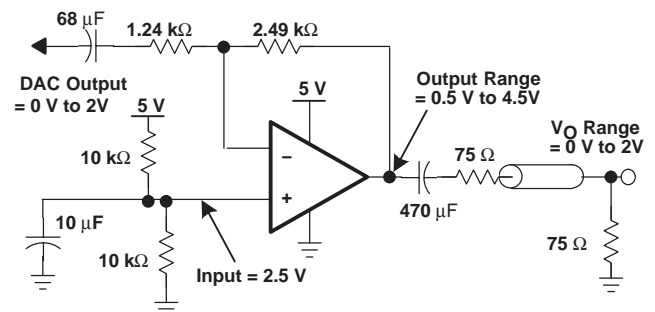 68 µF
1.24 kΩ
2.49 kΩ
DAC Output
= 0 V to 2V
5 V
5 V
Output Range
= 0.5 V to 4.5V
VO Range
= 0 V to 2V
10 kΩ
75 Ω
−
+
10 µF
470 µF
10 kΩ
Input = 2.5 V
75 Ω